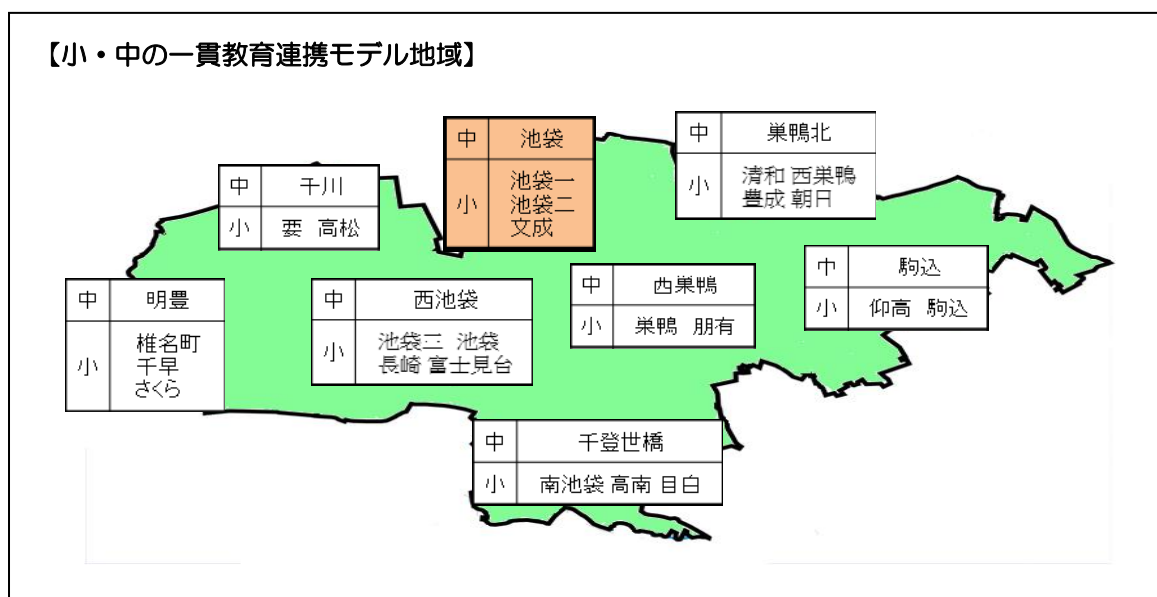 【小・中の一貫教育連携モデル地域】
中 池袋
小 池袋一
池袋二
文成
中 巣鴨北
小 清和 西巣鴨
豊成 朝日
中 千川
小 要 高松
中 駒込
小 仰高 駒込
中 西巣鴨
小 巣鴨 朋有
中 明豊
小 椎名町
千早
さくら
中 西池袋
小 池袋三 池袋
長崎 富士見台
中 千登世橋
小 南池袋 高南 目白